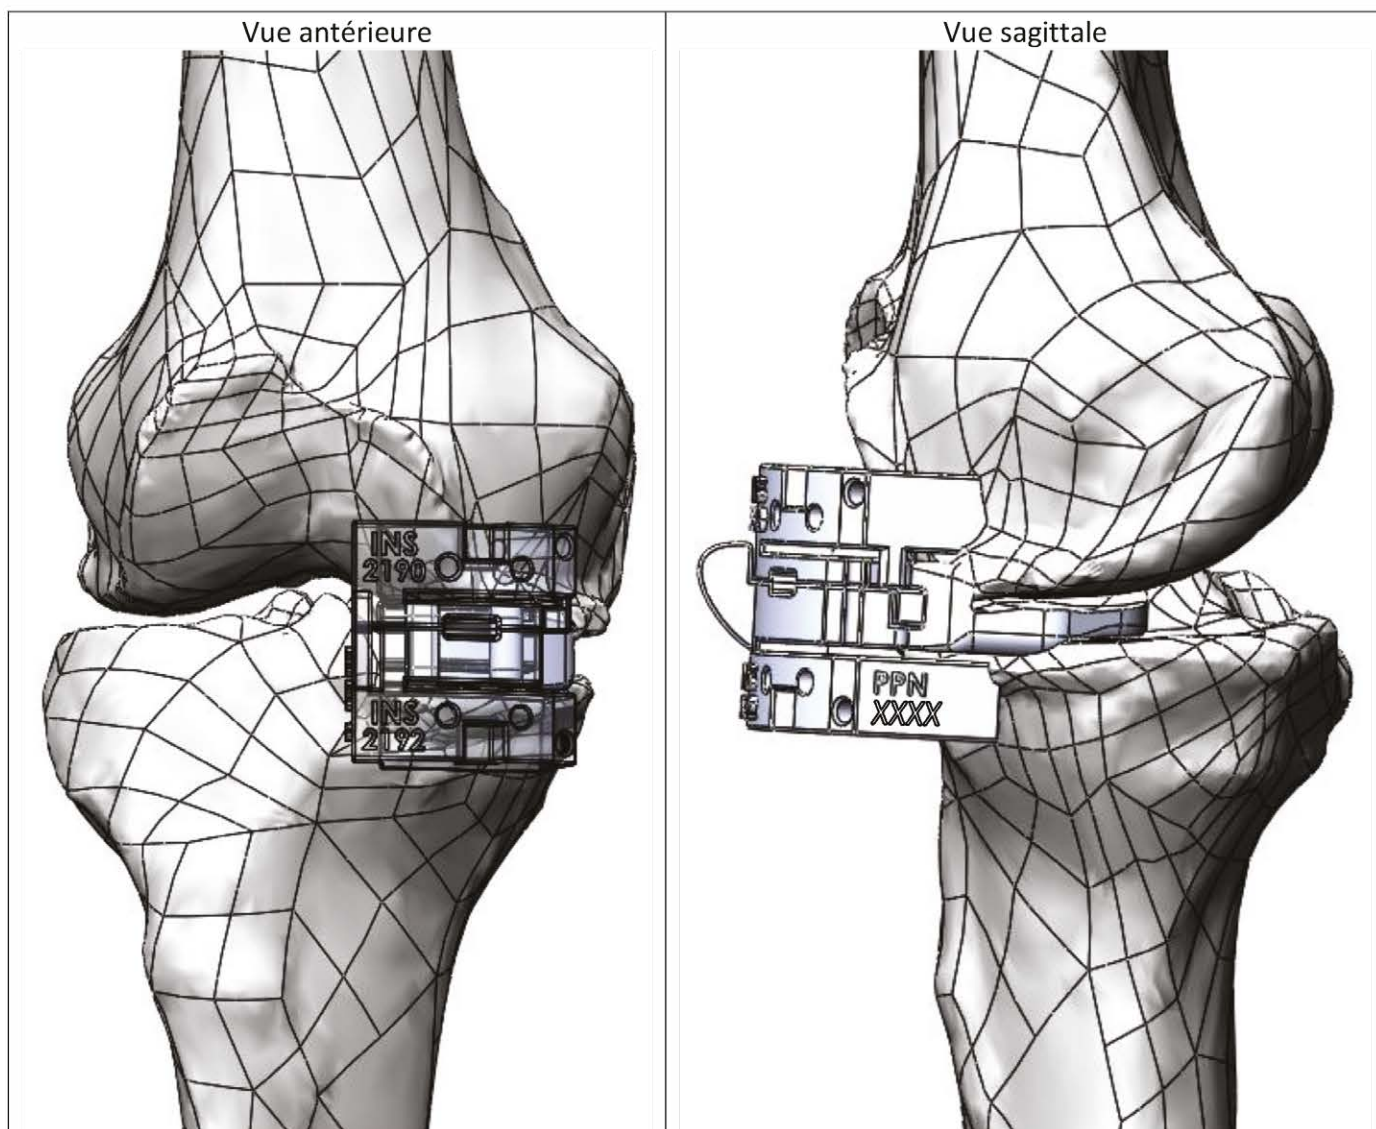 Vue antérieure
Vue sagittale
INS
2190
INS
2192
PPN
XXXX